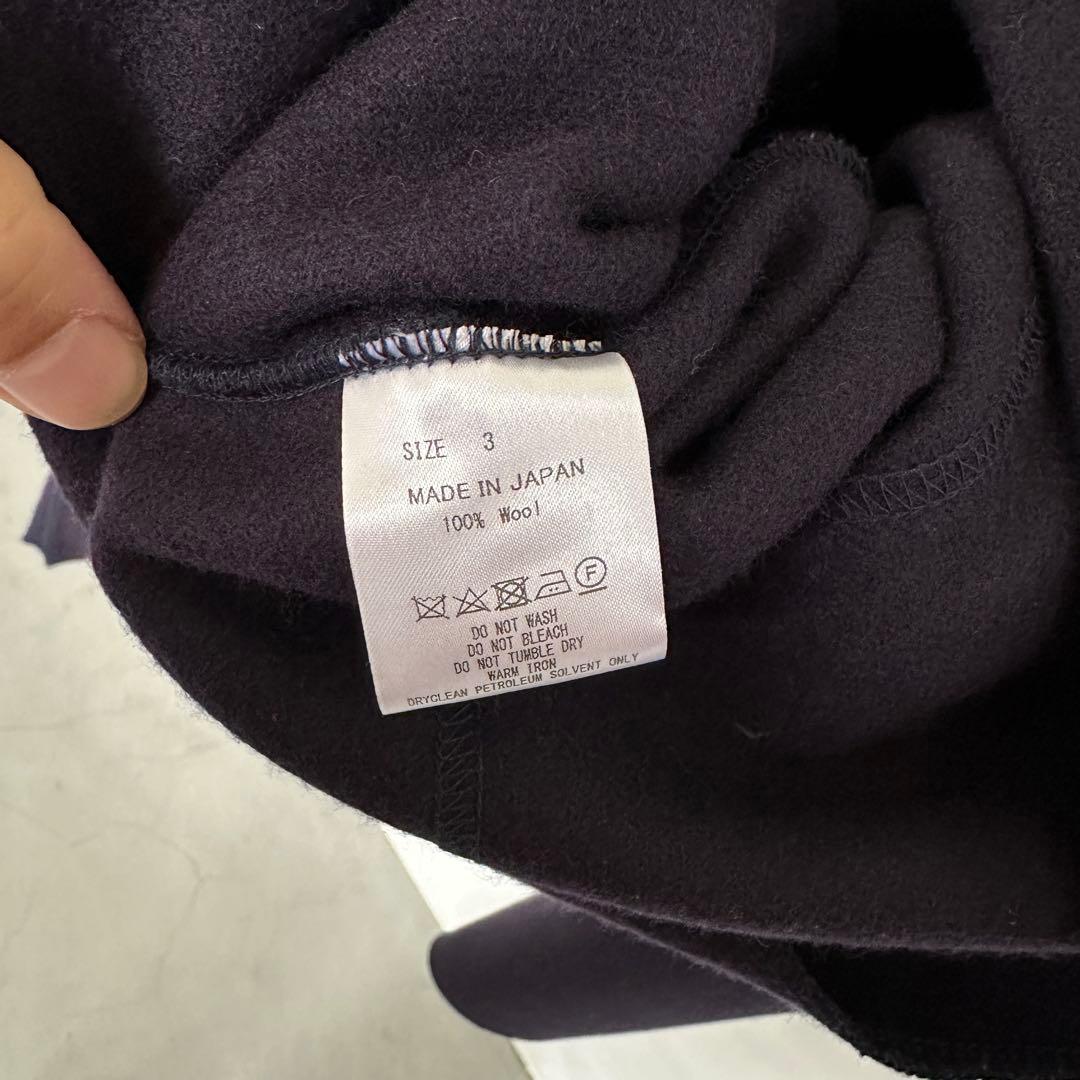 SIZE 3
MADE IN JAPAN
100% Wool
F
DO NOT WASH
DO NOT BLEACH
DO NOT TUMBLE DRY
WARM IRON
DRYCLEAN PETROLEUM SOLVENT ONLY